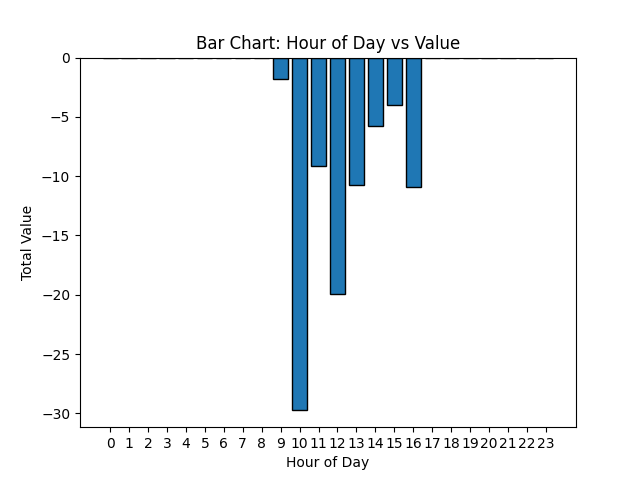 Bar Chart: Hour of Day vs Value
Total Value
0
−5
−10
−15
−20
−25
−30
0 1 2 3 4 5 6 7 8 9 10 11 12 13 14 15 16 17 18 19 20 21 22 23
Hour of Day